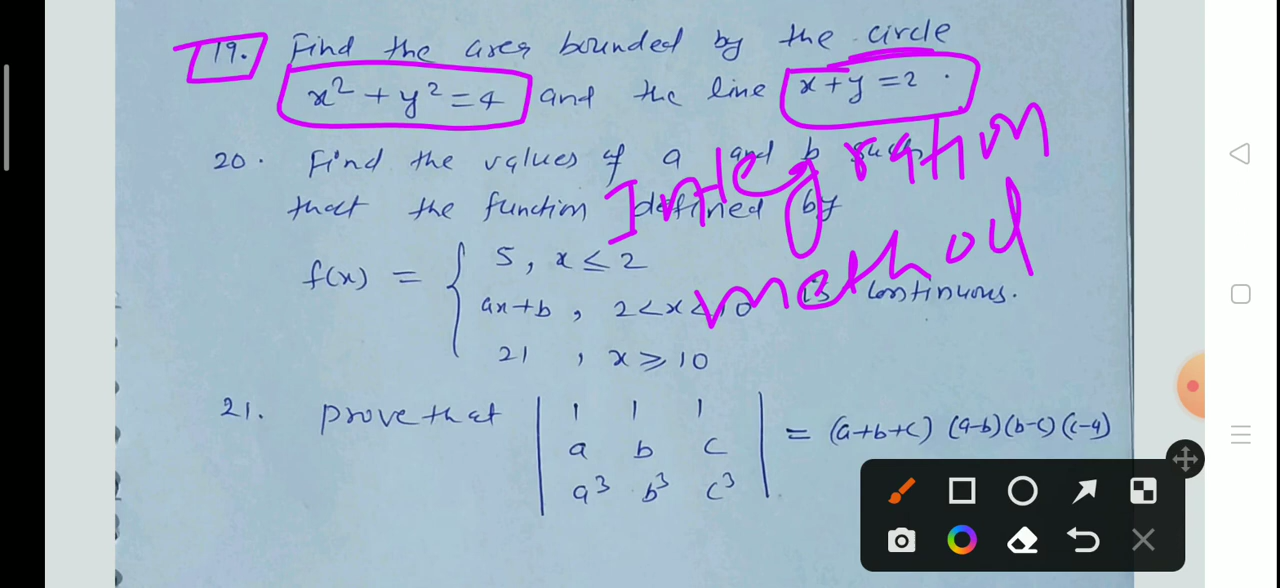 19. Find the area bounded by the circle
x² + y² = 4 and the line x + y = 2.
20. Find the values of a and b such
that the function defined by
f(x) = { 5, x ≤ 2
ax+b, 2 < x < 10 is continuous.
21, x ⩾ 10
Integration
method
21. prove that | 1 1 1 |
| a b c | = (a+b+c) (a-b)(b-c)(c-a)
| a³ b³ c³ |